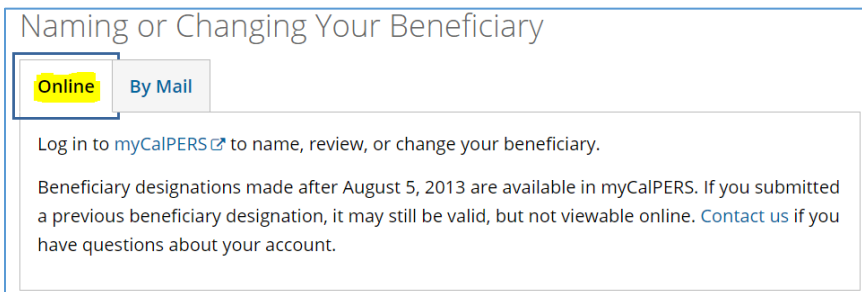 Naming or Changing Your Beneficiary
Online
By Mail
Log in to myCalPERS to name, review, or change your beneficiary.
Beneficiary designations made after August 5, 2013 are available in myCalPERS. If you submitted
a previous beneficiary designation, it may still be valid, but not viewable online. Contact us if you
have questions about your account.